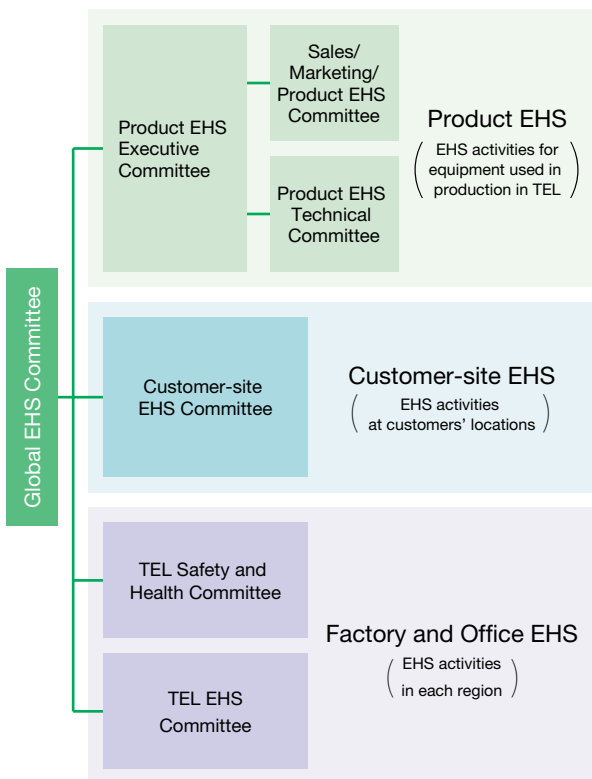 Global EHS Committee
Product EHS
Executive
Committee
Sales/
Marketing/
Product EHS
Committee
Product EHS
Technical
Committee
Product EHS
( EHS activities for
equipment used in
production in TEL )
Customer-site
EHS Committee
Customer-site EHS
( EHS activities
at customers’ locations )
TEL Safety and
Health Committee
TEL EHS
Committee
Factory and Office EHS
( EHS activities
in each region )